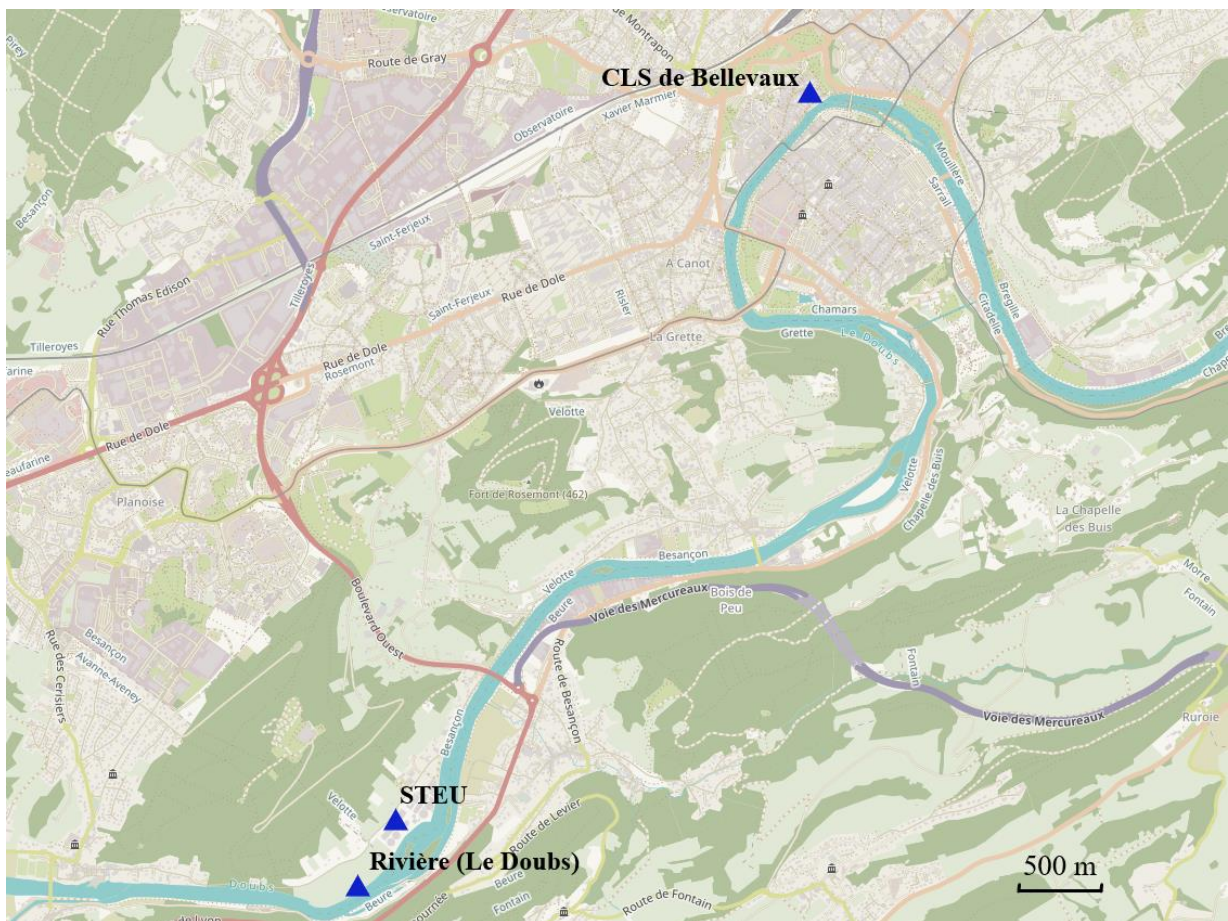 Pirey
Observatoire
Rue de Montrapon
Route de Gray
CLS de Bellevaux
Xavier Marmier
Observatoire
Besançon
Mouillère
Sarrail
Saint-Ferjeux
Rue Thomas Edison
Tilleroyes
A Canot
Rue de Dole
Saint-Ferjeux
Risler
Chamars
Bregille
Citadelle
Tilleroyes
La Grette
Grette
Le Doubs
Rue de Dole
Rosemont
Velotte
Rue de Dole
Planoise
Fort de Rosemont (462)
Velotte
Chapelle des Buis
La Chapelle
des Buis
Besançon
Velotte
Beure
Morre
Fontain
Bois de
Peu
Voie des Mercureaux
Boulevard Ouest
Rue des Cerisiers
Besançon
Avanne-Aveney
Route de Besançon
Fontain
Voie des Mercureaux
Ruroie
Besançon
STEU
Velotte
Route de Levier
Rivière (Le Doubs)
500 m
Doubs
Beure
Beure
Fontain
Route de Fontain